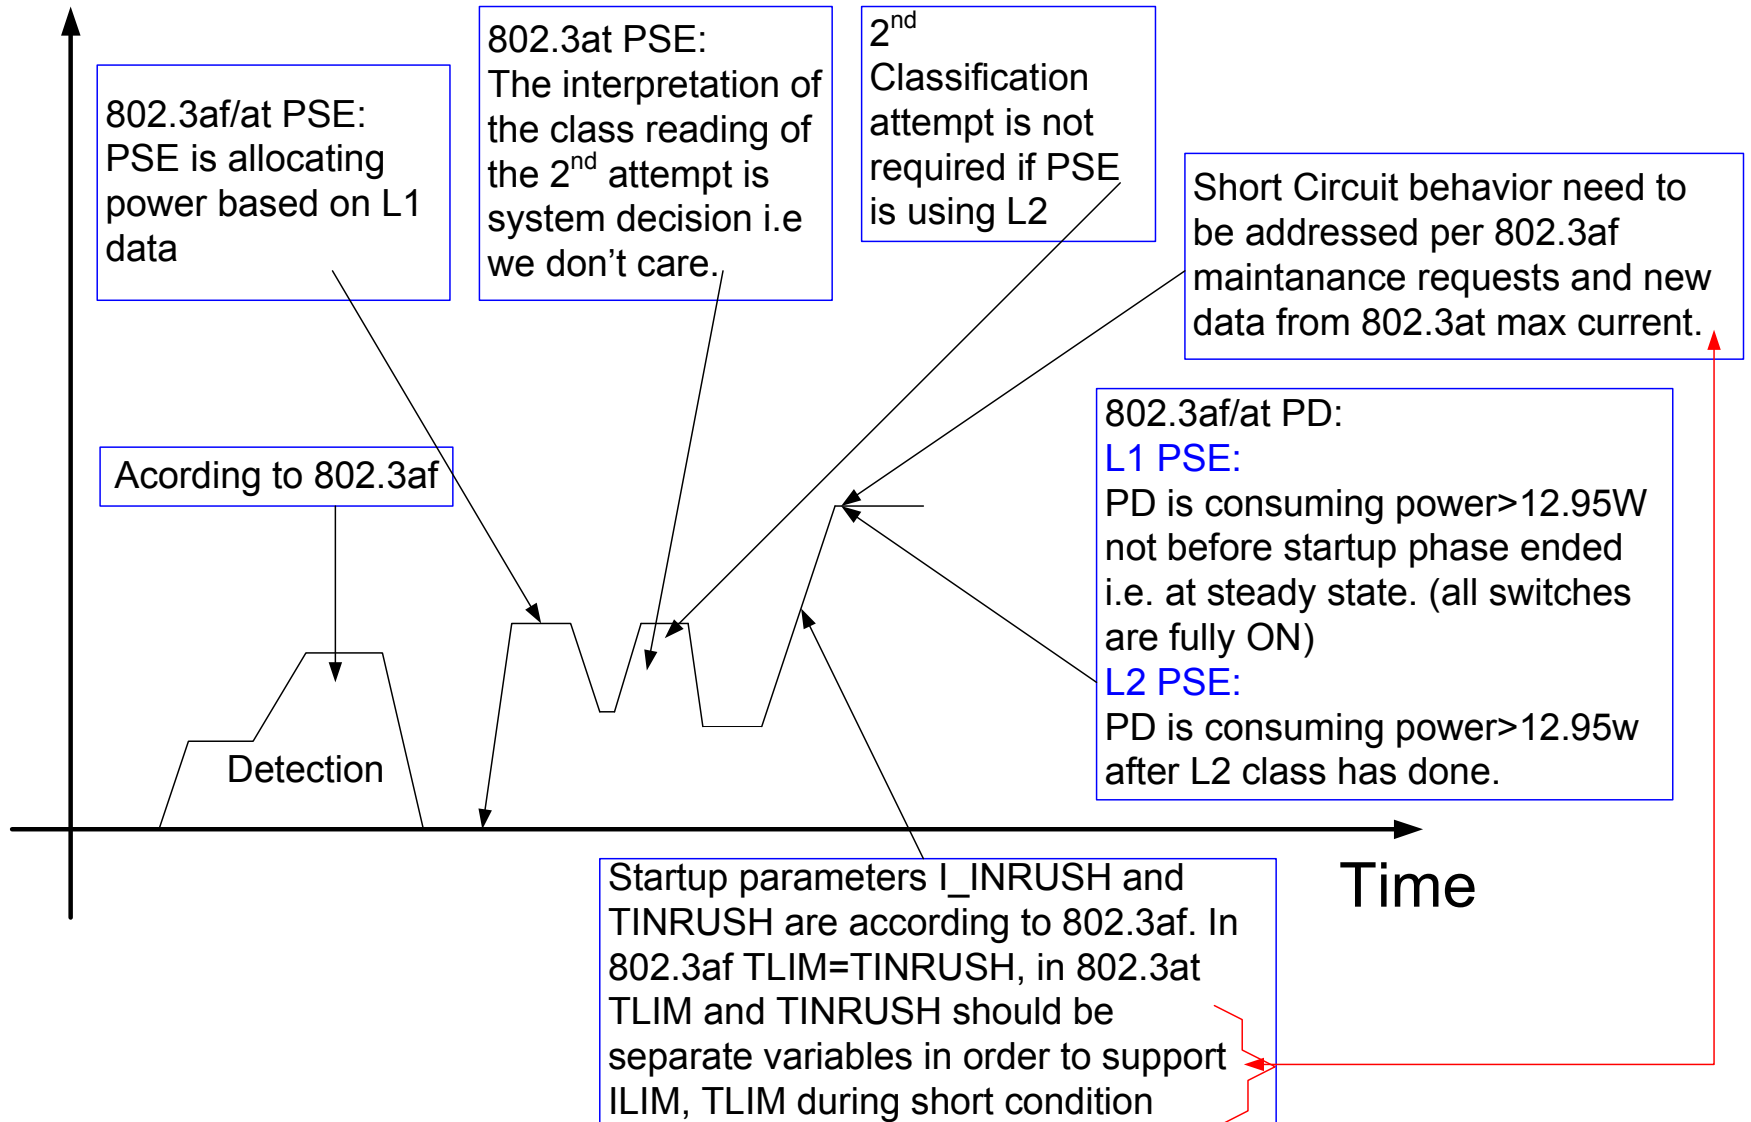 802.3af/at PSE:
PSE is allocating
power based on L1
data
802.3at PSE:
The interpretation of
the class reading of
the 2nd attempt is
system decision i.e
we don't care.
2nd
Classification
attempt is not
required if PSE
is using L2
Short Circuit behavior need to
be addressed per 802.3af
maintanance requests and new
data from 802.3at max current.
Acording to 802.3af
802.3af/at PD:
L1 PSE:
PD is consuming power>12.95W
not before startup phase ended
i.e. at steady state. (all switches
are fully ON)
L2 PSE:
PD is consuming power>12.95w
after L2 class has done.
Detection
Time
Startup parameters I_INRUSH and
TINRUSH are according to 802.3af. In
802.3af TLIM=TINRUSH, in 802.3at
TLIM and TINRUSH should be
separate variables in order to support
ILIM, TLIM during short condition